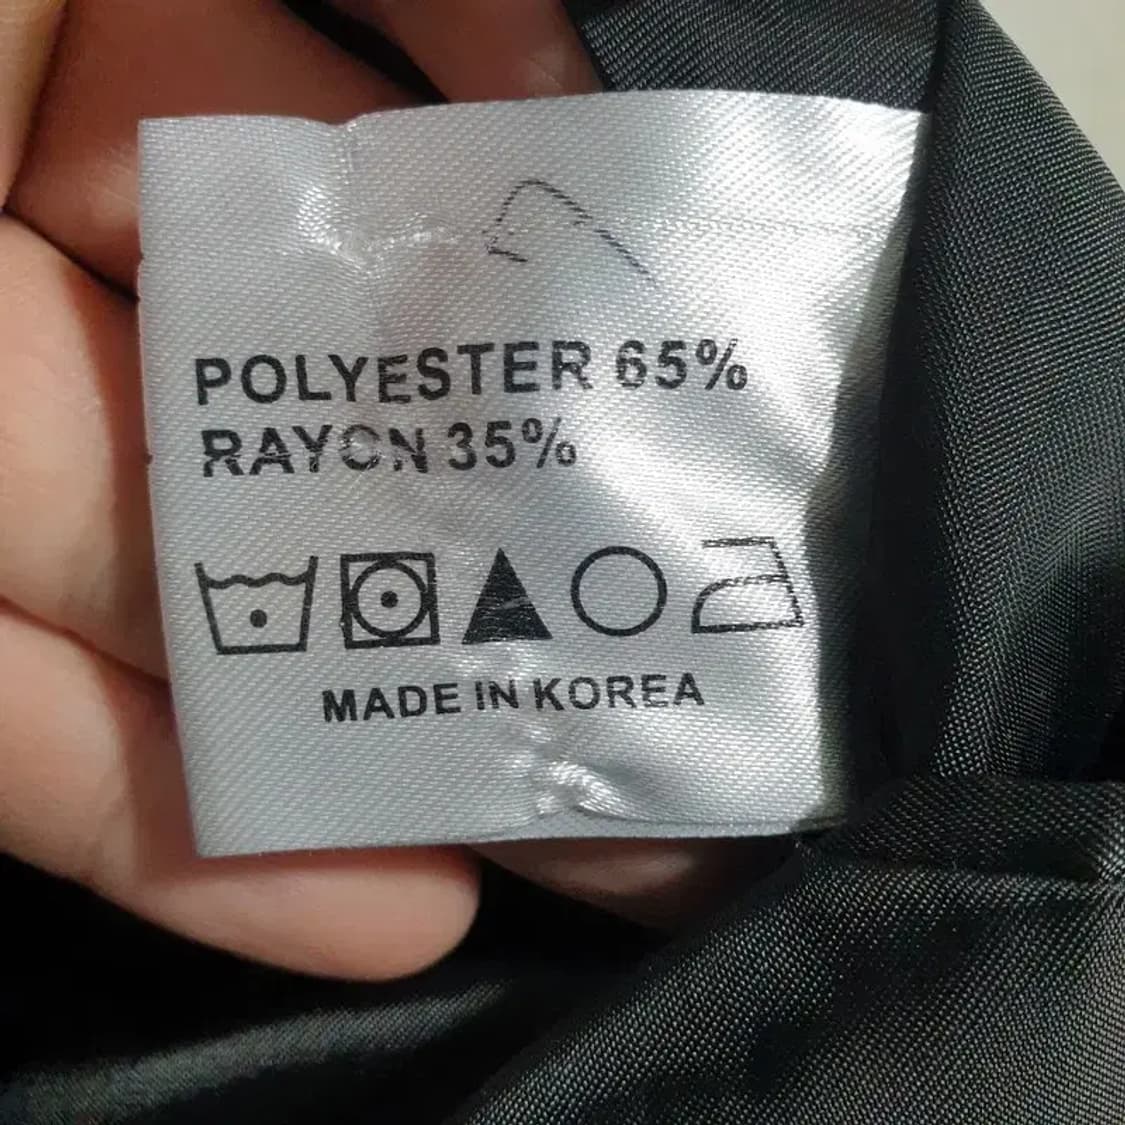 POLYESTER 65%
RAYON 35%
MADE IN KOREA